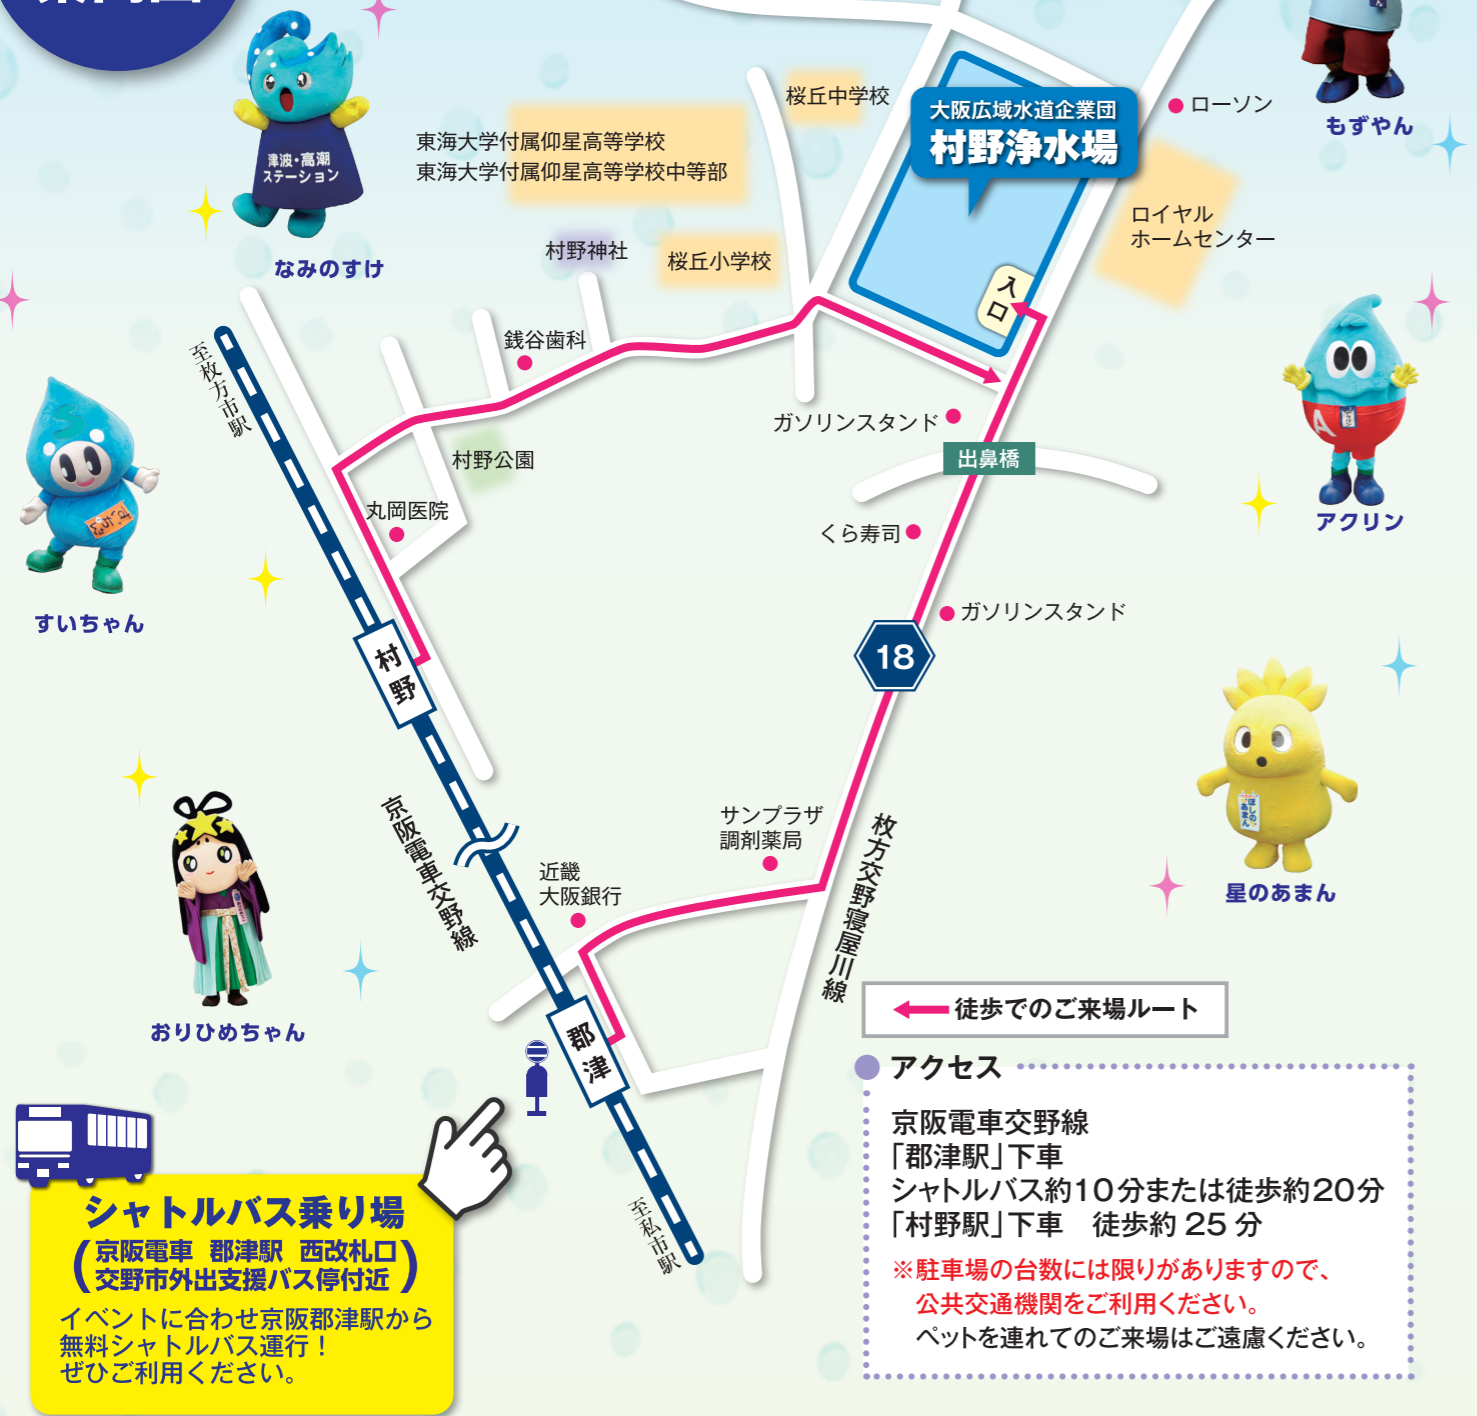 案内図
津波・高潮
ステーション
なみのすけ
もずやん
ローソン
桜丘中学校
大阪広域水道企業団
村野浄水場
東海大学付属仰星高等学校
東海大学付属仰星高等学校中等部
ロイヤル
ホームセンター
村野神社
桜丘小学校
入口
至枚方市駅
銭谷歯科
ガソリンスタンド
村野公園
出鼻橋
A
アクリン
丸岡医院
くら寿司
すいちゃん
ガソリンスタンド
村野
18
ほしの
あまん
星のあまん
京阪電車交野線
サンプラザ
調剤薬局
枚方交野寝屋川線
近畿
大阪銀行
おりひめちゃん
徒歩でのご来場ルート
郡津
アクセス
京阪電車交野線
「郡津駅」下車
シャトルバス約10分または徒歩約20分
「村野駅」下車　徒歩約 25 分
※駐車場の台数には限りがありますので、
公共交通機関をご利用ください。
ペットを連れてのご来場はご遠慮ください。
至私市駅
シャトルバス乗り場
(京阪電車 郡津駅 西改札口
交野市外出支援バス停付近)
イベントに合わせ京阪郡津駅から
無料シャトルバス運行！
ぜひご利用ください。